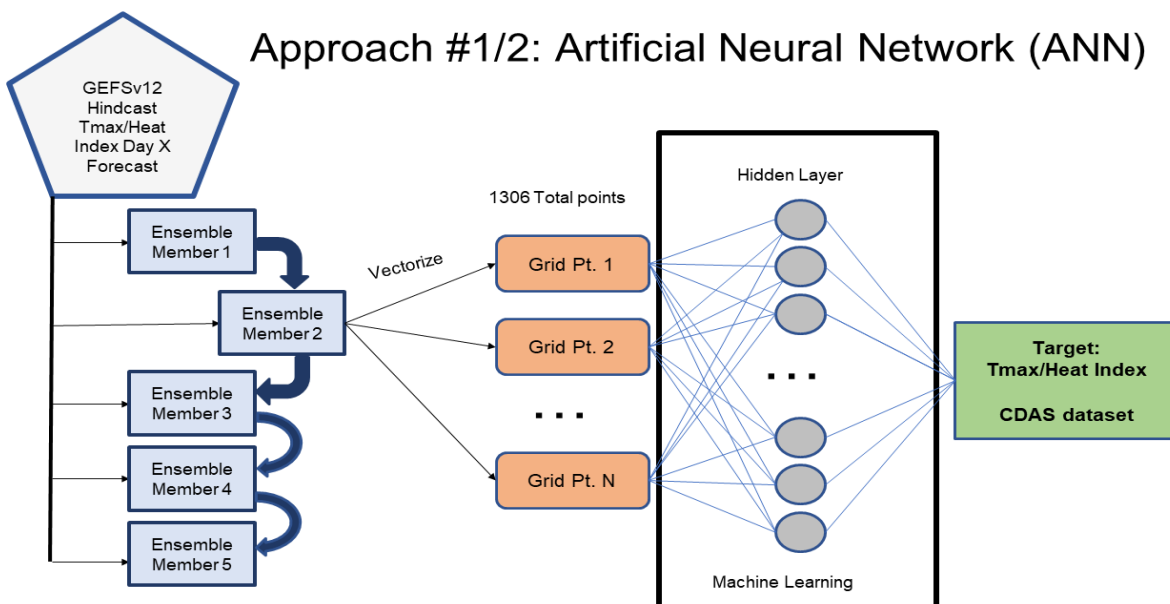 Approach #1/2: Artificial Neural Network (ANN)
GEFSv12
Hindcast
Tmax/Heat
Index Day X
Forecast
Ensemble
Member 1
Ensemble
Member 2
Ensemble
Member 3
Ensemble
Member 4
Ensemble
Member 5
Vectorize
1306 Total points
Grid Pt. 1
Grid Pt. 2
...
Grid Pt. N
Hidden Layer
...
Machine Learning
Target:
Tmax/Heat Index
CDAS dataset